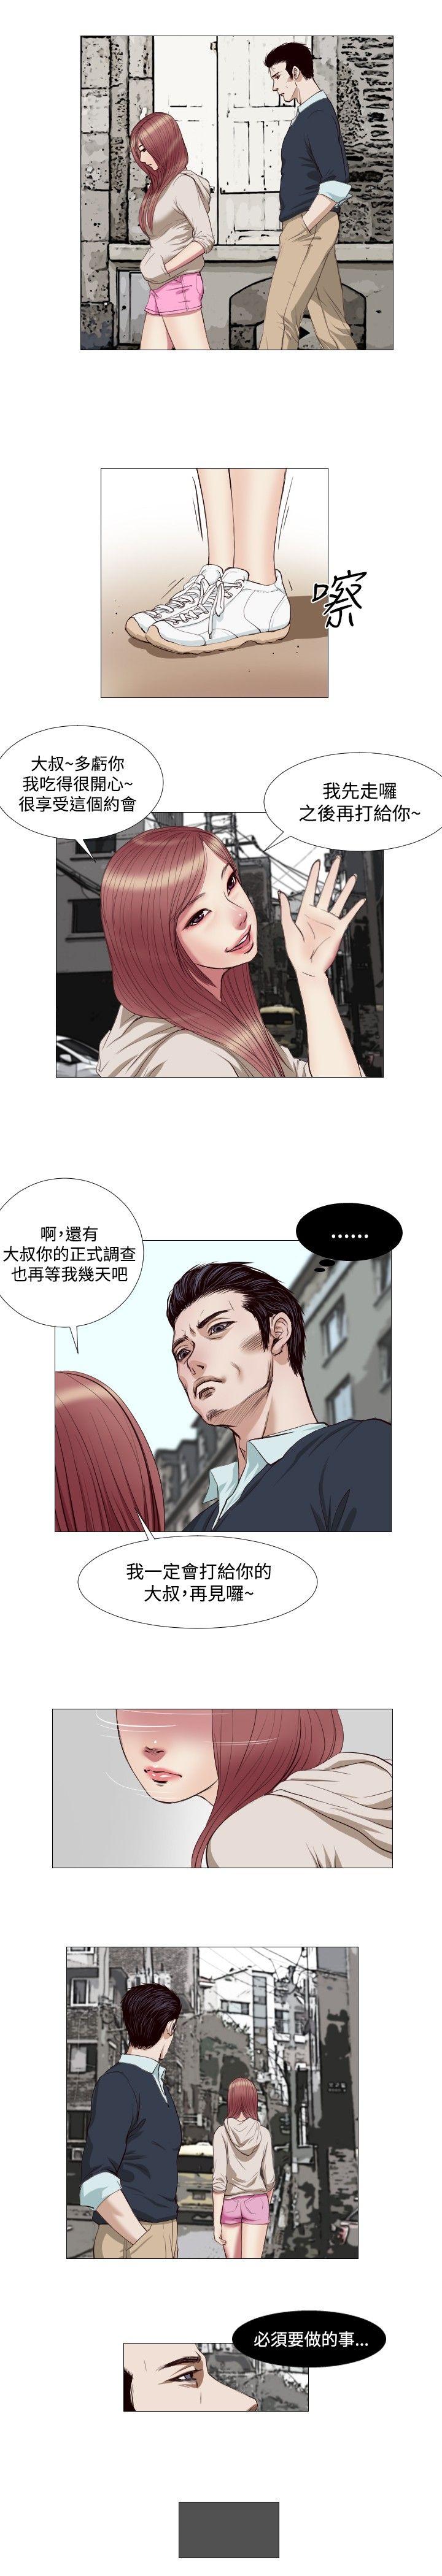 嚓
大叔~多虧你
我吃得很開心~
很享受這個約會
我先走囉
之後再打給你~
啊,還有
大叔你的正式調查
也再等我幾天吧
......
我一定會打給你的
大叔,再見囉~
必須要做的事...